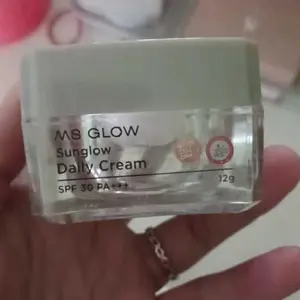 MS GLOW
Sunglow
Daily Cream
SPF 30 PA+++
12g